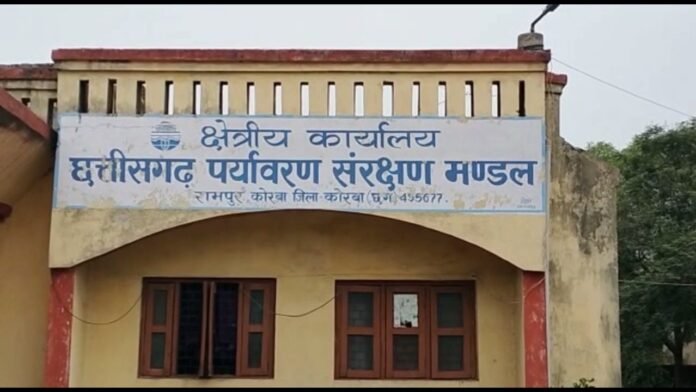 क्षेत्रीय कार्यालय
छत्तीसगढ़ पर्यावरण संरक्षण मण्डल
रामपुर, कोरबा जिला-कोरबा (छ.ग.) 495677.